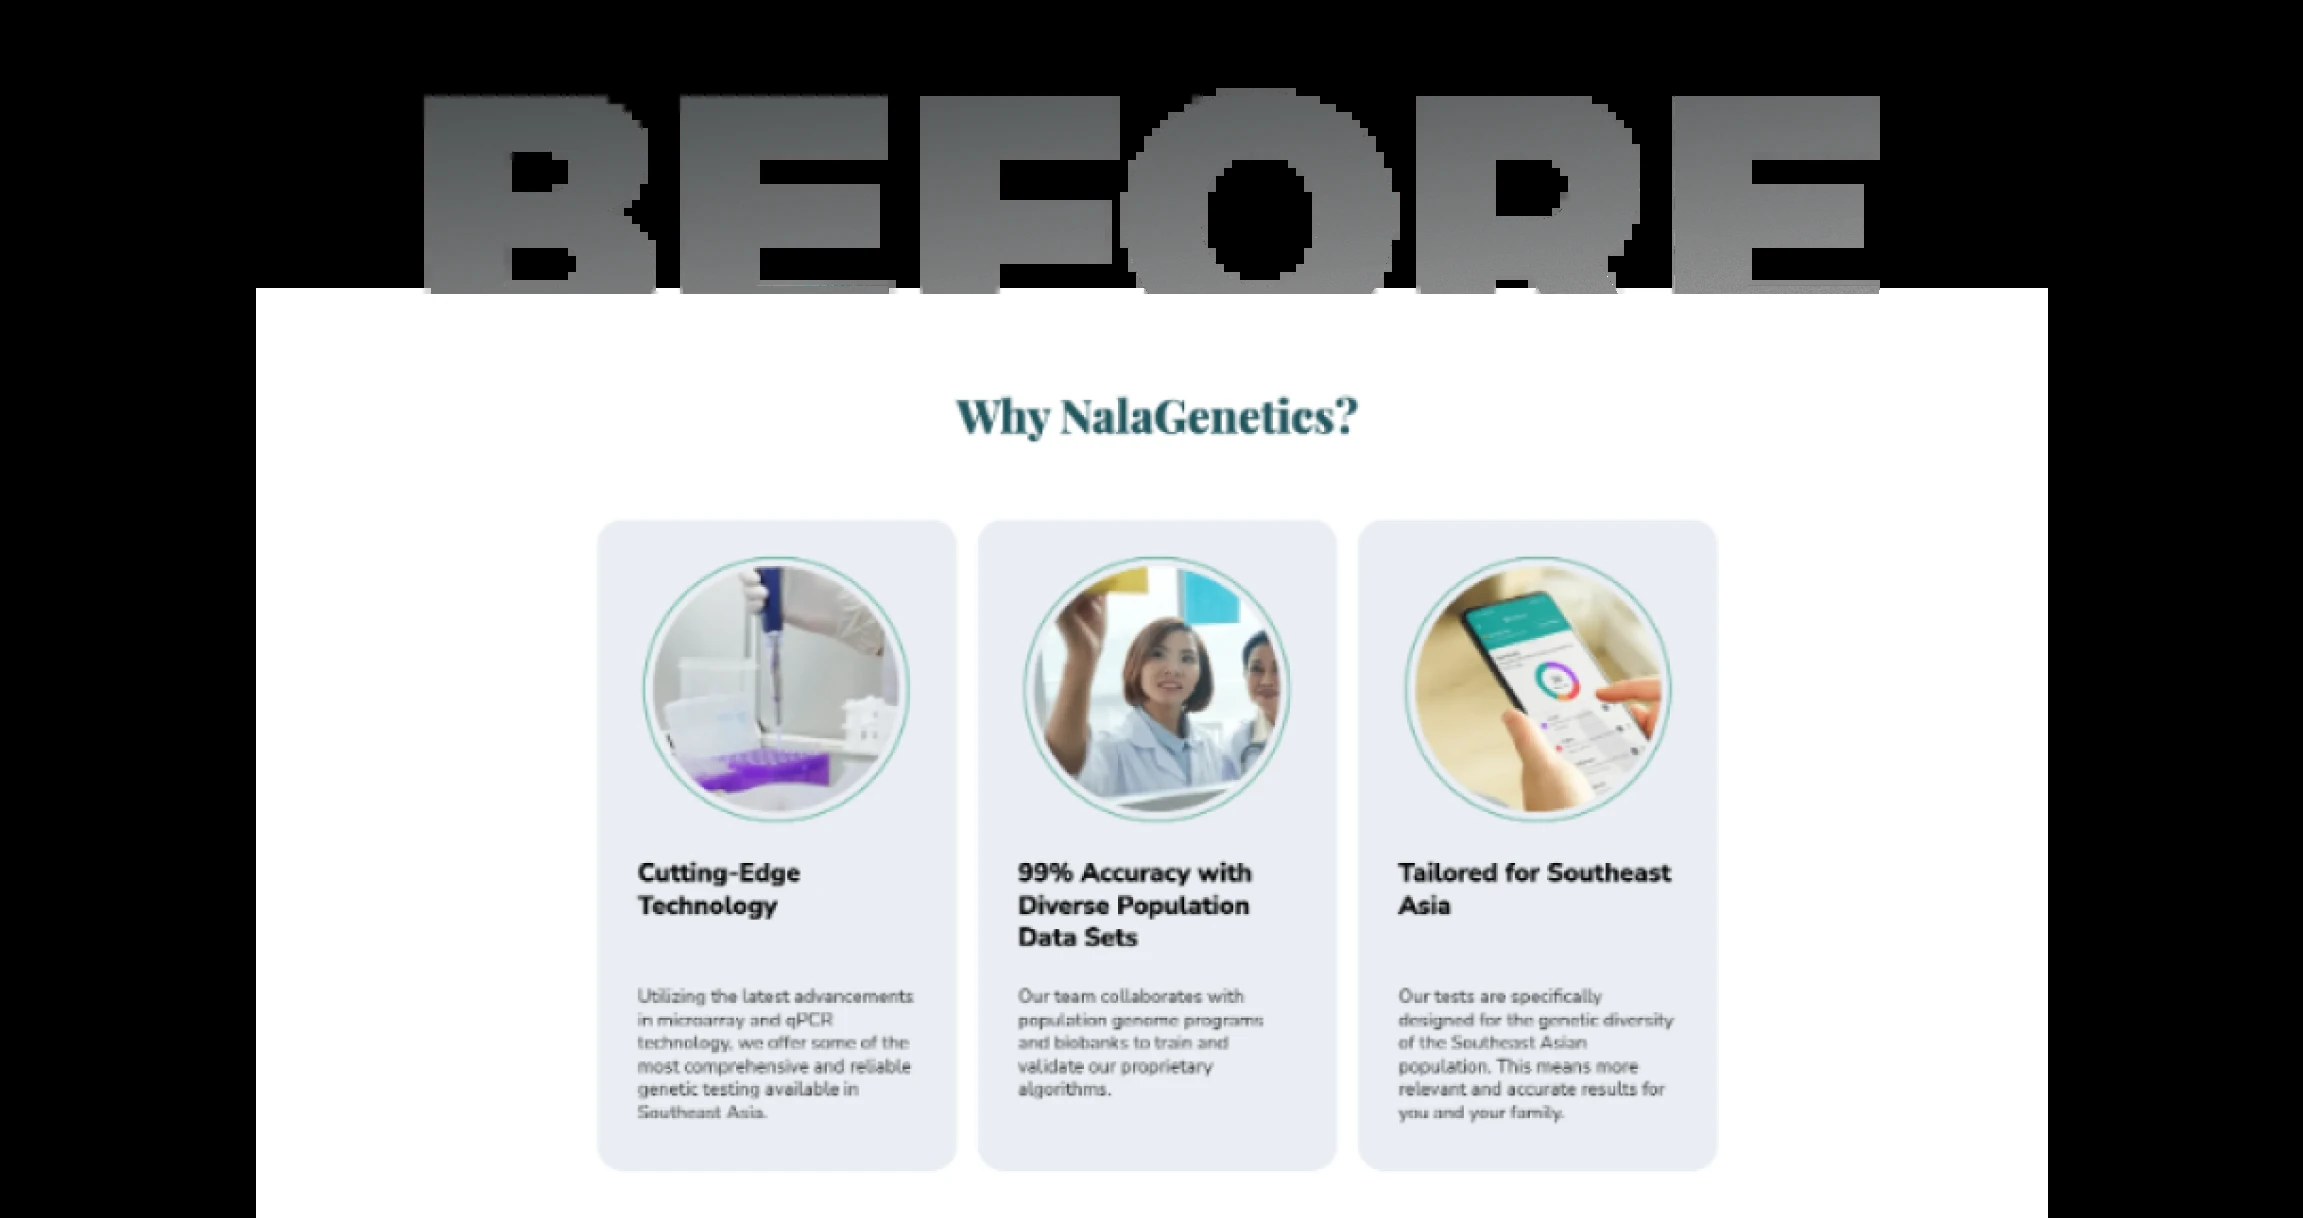 BEFORE
Why NalaGenetics?
Cutting-Edge
Technology
Utilizing the latest advancements
in microarray and qPCR
technology, we offer some of the
most comprehensive and reliable
genetic testing available in
Southeast Asia.
99% Accuracy with
Diverse Population
Data Sets
Our team collaborates with
population genome programs
and biobanks to train and
validate our proprietary
algorithms.
Tailored for Southeast
Asia
Our tests are specifically
designed for the genetic diversity
of the Southeast Asian
population. This means more
relevant and accurate results for
you and your family.